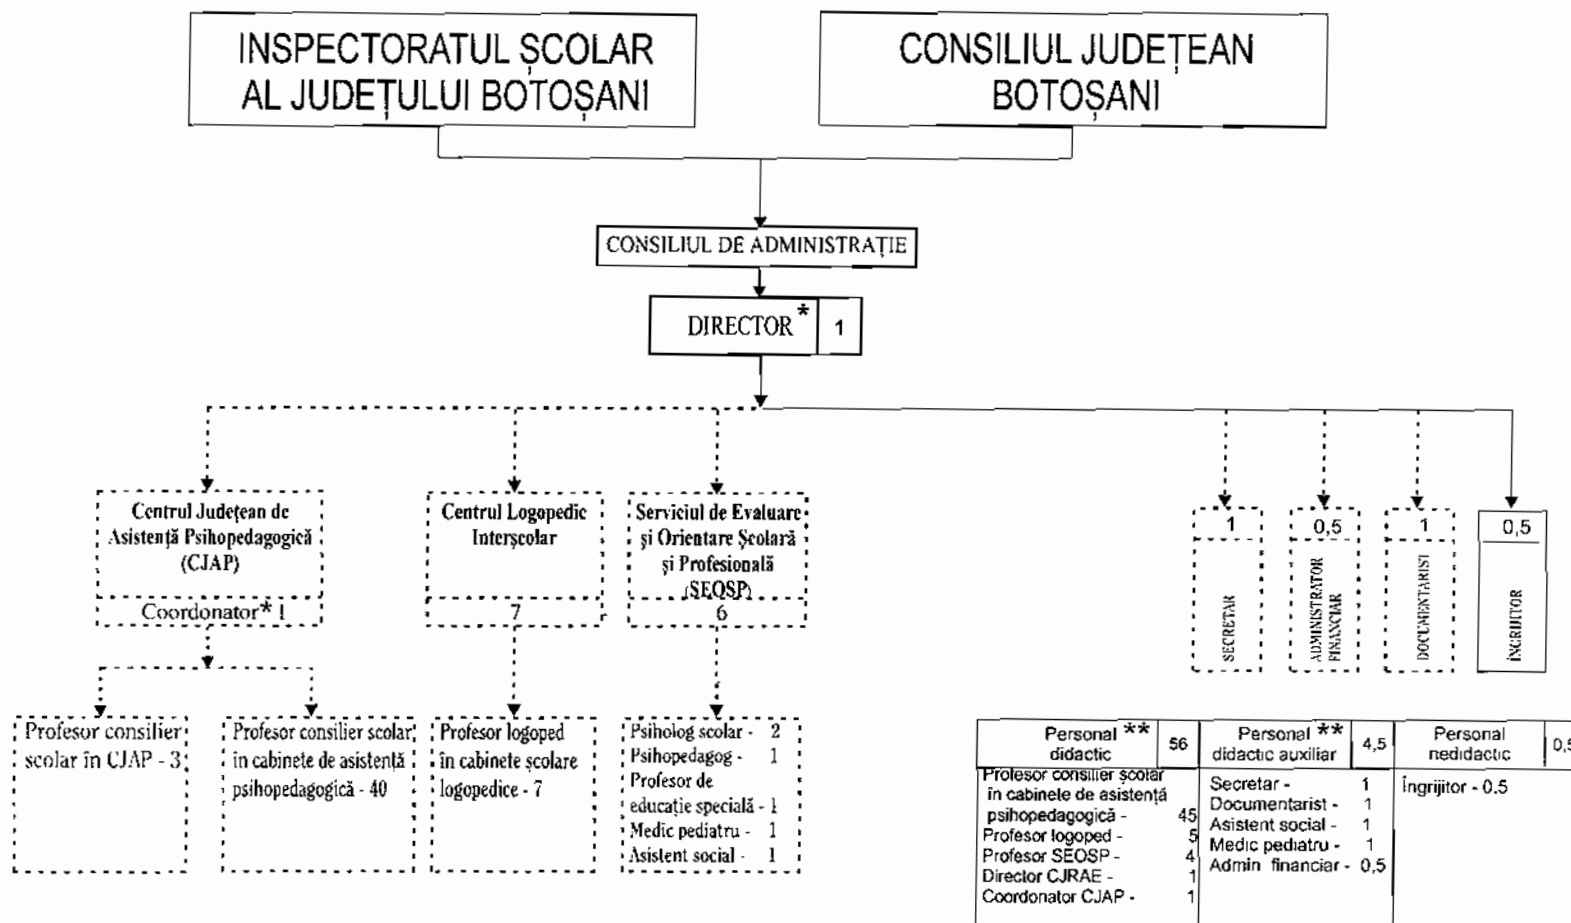 INSPECTORATUL ȘCOLAR
AL JUDEȚULUI BOTOȘANI
CONSILIUL JUDEȚEAN
BOTOȘANI
CONSILIUL DE ADMINISTRAȚIE
DIRECTOR * 1
Centrul Județean de
Asistență Psihopedagogică
(CJAP)
Coordonator* 1
Centrul Logopedic
Interșcolar
7
Serviciul de Evaluare
și Orientare Școlară
și Profesională
(SEOSP)
6
1
SECRETAR
0,5
ADMINISTRATOR
FINANCIAR
1
DOCUMENTARIST
0,5
ÎNGRIJITOR
Profesor consilier
scolar în CJAP - 3
Profesor consilier scolar
în cabinete de asistență
psihopedagogică - 40
Profesor logoped
în cabinete școlare
logopedice - 7
Psiholog scolar - 2
Psihopedagog - 1
Profesor de
educație specială - 1
Medic pediatru - 1
Asistent social - 1
Personal **
didactic
56
Profesor consilier școlar
în cabinete de asistență
psihopedagogică - 45
Profesor logoped - 5
Profesor SEOSP - 4
Director CJRAE - 1
Coordonator CJAP - 1
Personal **
didactic auxiliar
4,5
Secretar - 1
Documentarist - 1
Asistent social - 1
Medic pediatru - 1
Admin financiar - 0,5
Personal
nedidactic
0,5
Îngrijitor - 0.5